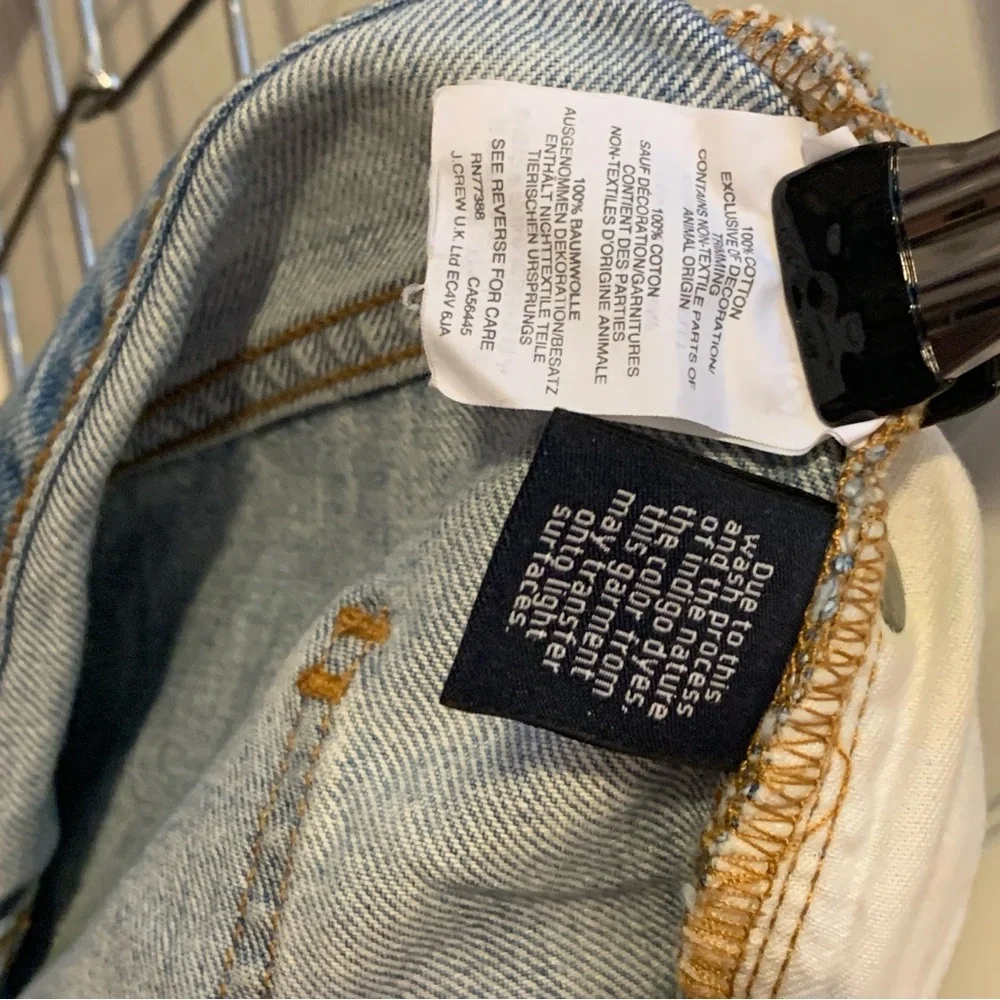 100% COTTON
EXCLUSIVE OF DECORATION/
TRIMMING
CONTAINS NON-TEXTILE PARTS OF
ANIMAL ORIGIN
100% COTON
SAUF DÉCORATION/GARNITURES
CONTIENT DES PARTIES
NON-TEXTILES D'ORIGINE ANIMALE
100% BAUMWOLLE
AUSGENOMMEN DEKORATION/BESATZ
ENTHÄLT NICHTTEXTILE TEILE
TIERISCHEN URSPRUNGS
SEE REVERSE FOR CARE
RN77388 CA56445
J.CREW U.K. Ltd EC4V 6JA
Due to this
wash process
and the nature
of indigo dyes,
the color from
this garment
may transfer
onto light
surfaces.